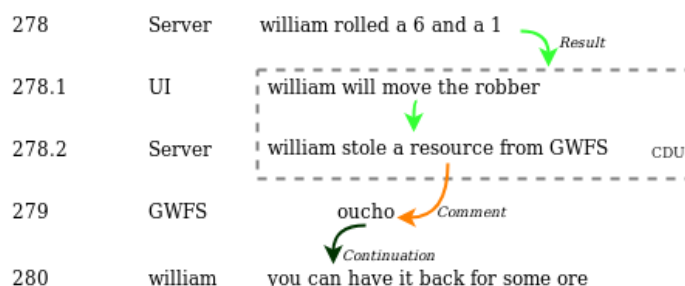 278 Server william rolled a 6 and a 1
Result
278.1 UI william will move the robber
278.2 Server william stole a resource from GWFS CDU
279 GWFS oucho Comment
Continuation
280 william you can have it back for some ore